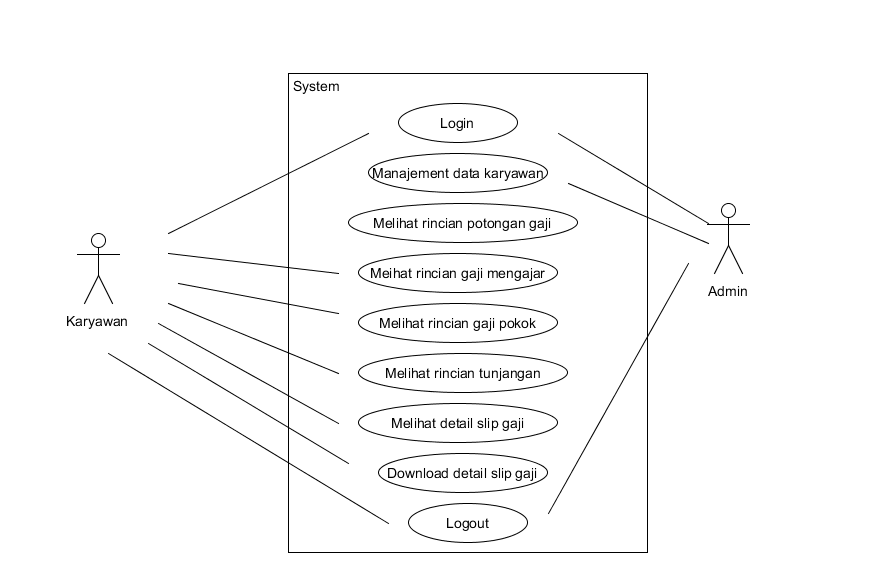 System
Login
Manajement data karyawan
Melihat rincian potongan gaji
Meihat rincian gaji mengajar
Melihat rincian gaji pokok
Melihat rincian tunjangan
Melihat detail slip gaji
Download detail slip gaji
Logout
Karyawan
Admin